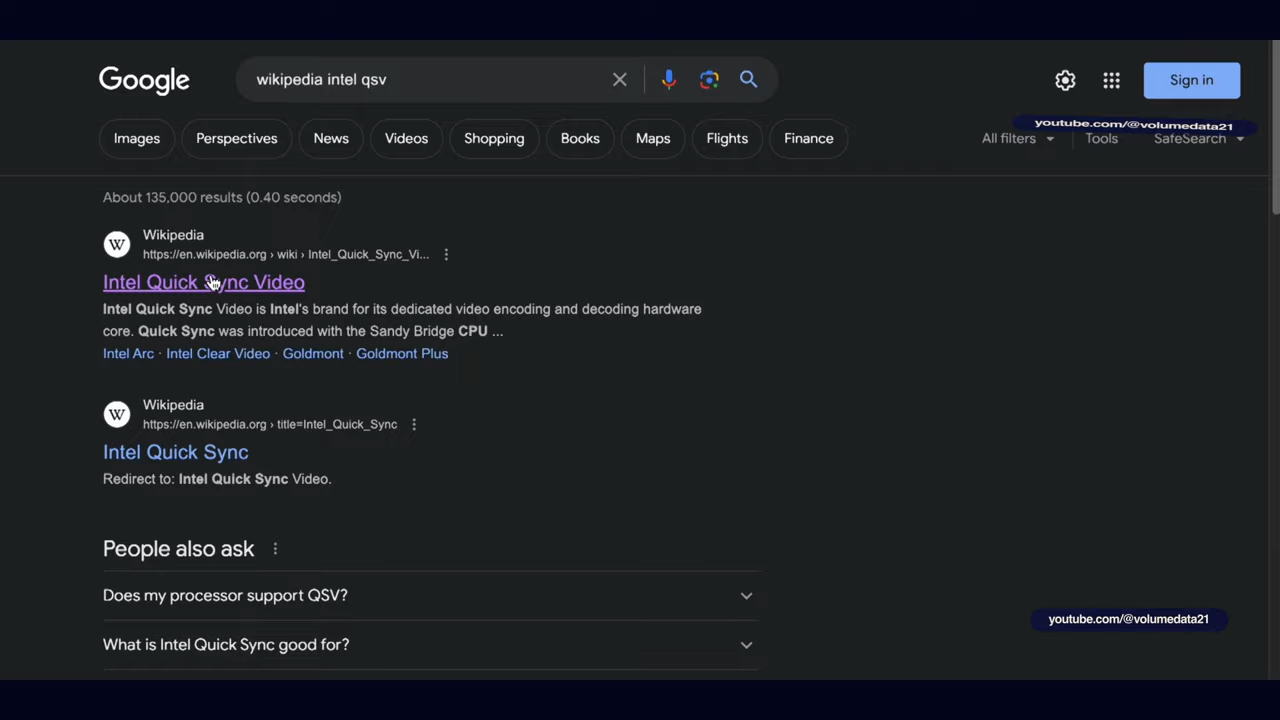 Google
wikipedia intel qsv
Sign in
youtube.com/@volumedata21
Images
Perspectives
News
Videos
Shopping
Books
Maps
Flights
Finance
All filters
Tools
SafeSearch
About 135,000 results (0.40 seconds)
W
Wikipedia
https://en.wikipedia.org › wiki › Intel_Quick_Sync_Vi...
Intel Quick Sync Video
Intel Quick Sync Video is Intel's brand for its dedicated video encoding and decoding hardware
core. Quick Sync was introduced with the Sandy Bridge CPU ...
Intel Arc · Intel Clear Video · Goldmont · Goldmont Plus
W
Wikipedia
https://en.wikipedia.org › title=Intel_Quick_Sync
Intel Quick Sync
Redirect to: Intel Quick Sync Video.
People also ask
Does my processor support QSV?
What is Intel Quick Sync good for?
youtube.com/@volumedata21